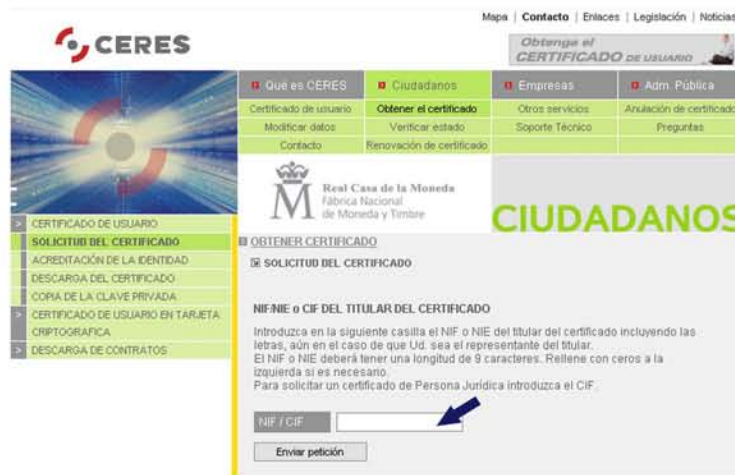 Mapa | Contacto | Enlaces | Legislación | Noticias
CERES
Obtenga el
CERTIFICADO DE USUARIO
Qué es CERES
Ciudadanos
Empresas
Adm. Pública
Certificado de usuario
Obtener el certificado
Otros servicios
Anulación de certificado
Modificar datos
Verificar estado
Soporte Técnico
Preguntas
Contacto
Renovación de certificado
Real Casa de la Moneda
Fábrica Nacional
de Moneda y Timbre
CIUDADANOS
> CERTIFICADO DE USUARIO
SOLICITUD DEL CERTIFICADO
ACREDITACIÓN DE LA IDENTIDAD
DESCARGA DEL CERTIFICADO
COPIA DE LA CLAVE PRIVADA
> CERTIFICADO DE USUARIO EN TARJETA
CRIPTOGRAFICA
> DESCARGA DE CONTRATOS
OBTENER CERTIFICADO
SOLICITUD DEL CERTIFICADO
NIF/NIE o CIF DEL TITULAR DEL CERTIFICADO
Introduzca en la siguiente casilla el NIF o NIE del titular del certificado incluyendo las
letras, aún en el caso de que Ud. sea el
representante del titular.
El NIF o NIE deberá tener una longitud de 9 caracteres. Rellene con ceros a la
izquierda si es necesario.
Para solicitar un certificado de Persona Jurídica introduzca el CIF.
NIF / CIF
Enviar petición